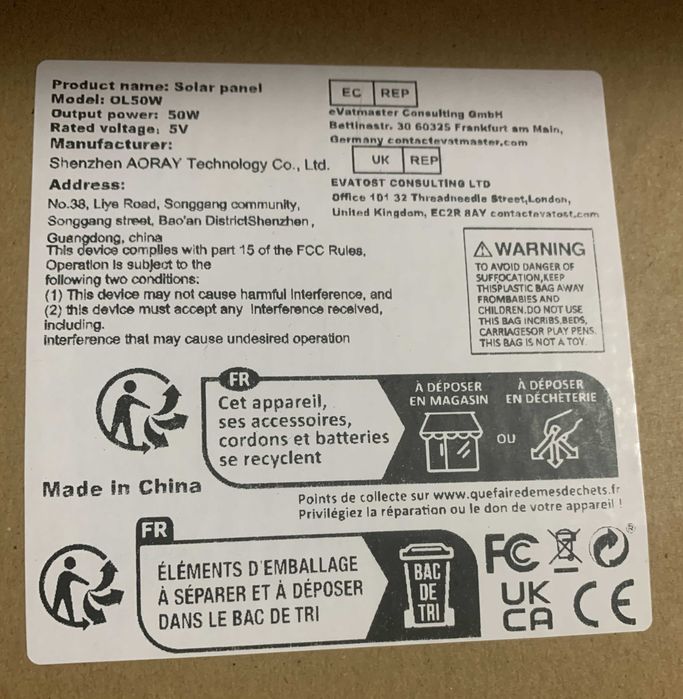 Product name: Solar panel
Model: OL50W
Output power: 50W
Rated voltage: 5V
Manufacturer:
Shenzhen AORAY Technology Co., Ltd.
Address:
No.38, Liye Road, Songgang community,
Songgang street, Bao'an DistrictShenzhen,
Guangdong, china
This device complies with part 15 of the FCC Rules,
Operation is subject to the
following two conditions:
(1) This device may not cause harmful Interference, and
(2) this device must accept any Interference received,
including.
interference that may cause undesired operation
EC REP
eVatmaster Consulting GmbH
Bettinastr. 30 60325 Frankfurt am Main,
Germany contactevatmaster,com
UK REP
EVATOST CONSULTING LTD
Office 101 32 Threadneedle Street,London,
United Kingdom, EC2R 8AY contactevatost.com
WARNING
TO AVOID DANGER OF
SUFFOCATION,KEEP
THISPLASTIC BAG AWAY
FROMBABIES AND
CHILDREN.DO NOT USE
THIS BAG INCRIBS,BEDS,
CARRIAGESOR PLAY PENS.
THIS BAG IS NOT A TOY.
FR
Cet appareil,
ses accessoires,
cordons et batteries
se recyclent
À DÉPOSER
EN MAGASIN
OU
À DÉPOSER
EN DÉCHÈTERIE
Made in China
Points de collecte sur www.quefairedemesdechets.fr
Privilégiez la réparation ou le don de votre appareil !
FR
ÉLÉMENTS D'EMBALLAGE
À SÉPARER ET À DÉPOSER
DANS LE BAC DE TRI
BAC
DE
TRI
FC
®
UK
CA
CE